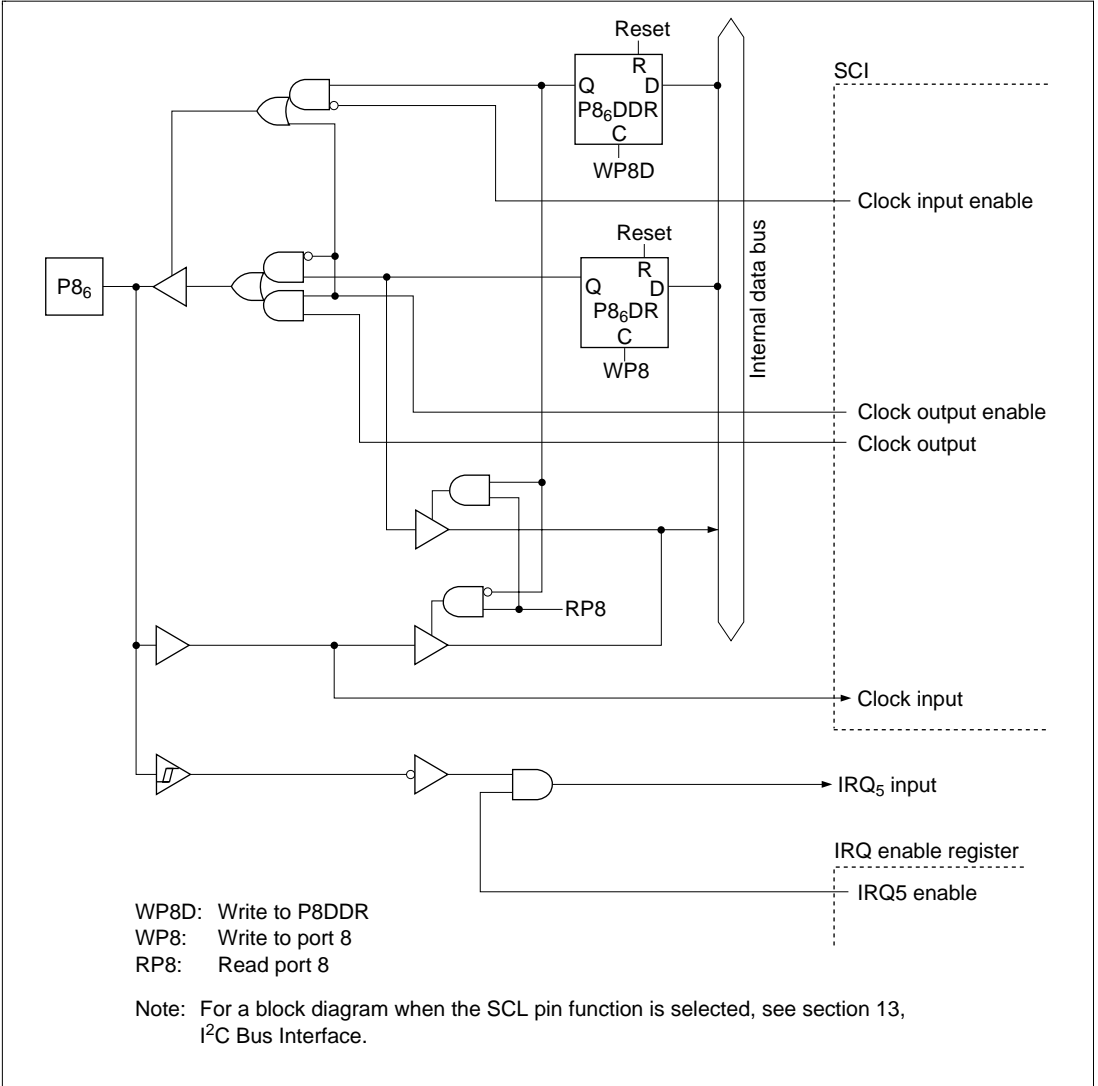 Reset
R
Q
D
P8₆DDR
C
WP8D
SCI
Clock input enable
Reset
R
Q
D
P8₆DR
C
WP8
P8₆
Internal data bus
Clock output enable
Clock output
RP8
Clock input
IRQ₅ input
IRQ enable register
IRQ5 enable
WP8D: Write to P8DDR
WP8: Write to port 8
RP8: Read port 8
Note: For a block diagram when the SCL pin function is selected, see section 13,
I²C Bus Interface.